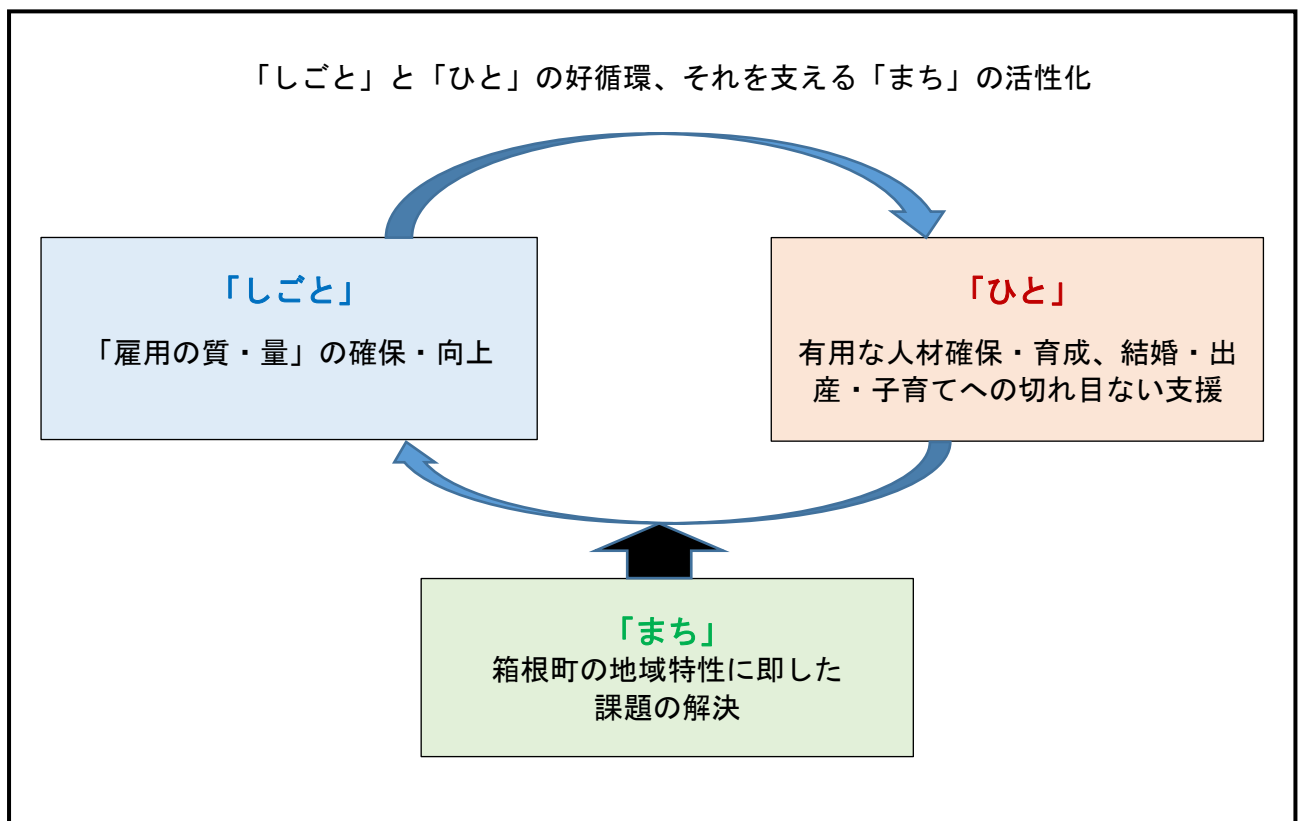 「しごと」と「ひと」の好循環、それを支える「まち」の活性化
「しごと」
「雇用の質・量」の確保・向上
「ひと」
有用な人材確保・育成、結婚・出
産・子育てへの切れ目ない支援
「まち」
箱根町の地域特性に即した
課題の解決